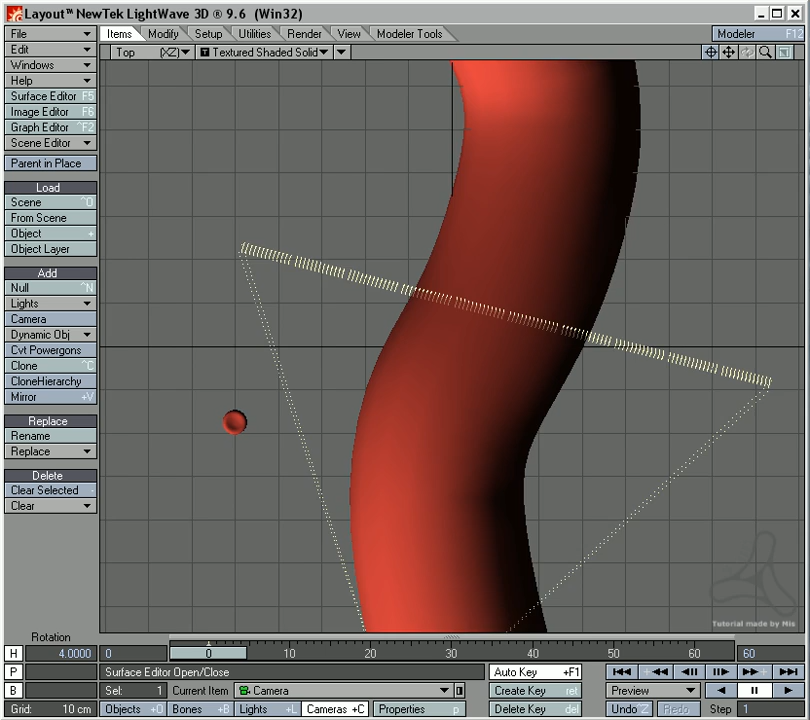 Layout™ NewTek LightWave 3D ® 9.6 (Win32)
File
Items Modify Setup Utilities Render View Modeler Tools
Modeler F12
Edit
Top (XZ) Textured Shaded Solid
Windows
Help
Surface Editor F5
Image Editor F6
Graph Editor ^F2
Scene Editor
Parent in Place
Load
Scene ^O
From Scene
Object +
Object Layer
Add
Null ^N
Lights
Camera
Dynamic Obj
Cvt Powergons
Clone ^C
CloneHierarchy
Mirror +V
Replace
Rename
Replace
Delete
Clear Selected -
Clear
Tutorial made by Mis
Rotation
H 4.0000 0 0 10 20 30 40 50 60
P Surface Editor Open/Close Auto Key +F1
B Sel: 1 Current Item Camera Create Key ret Preview
Grid: 10 cm Objects +O Bones +B Lights +L Cameras +C Properties p Delete Key del Undo ^Z Redo Step 1